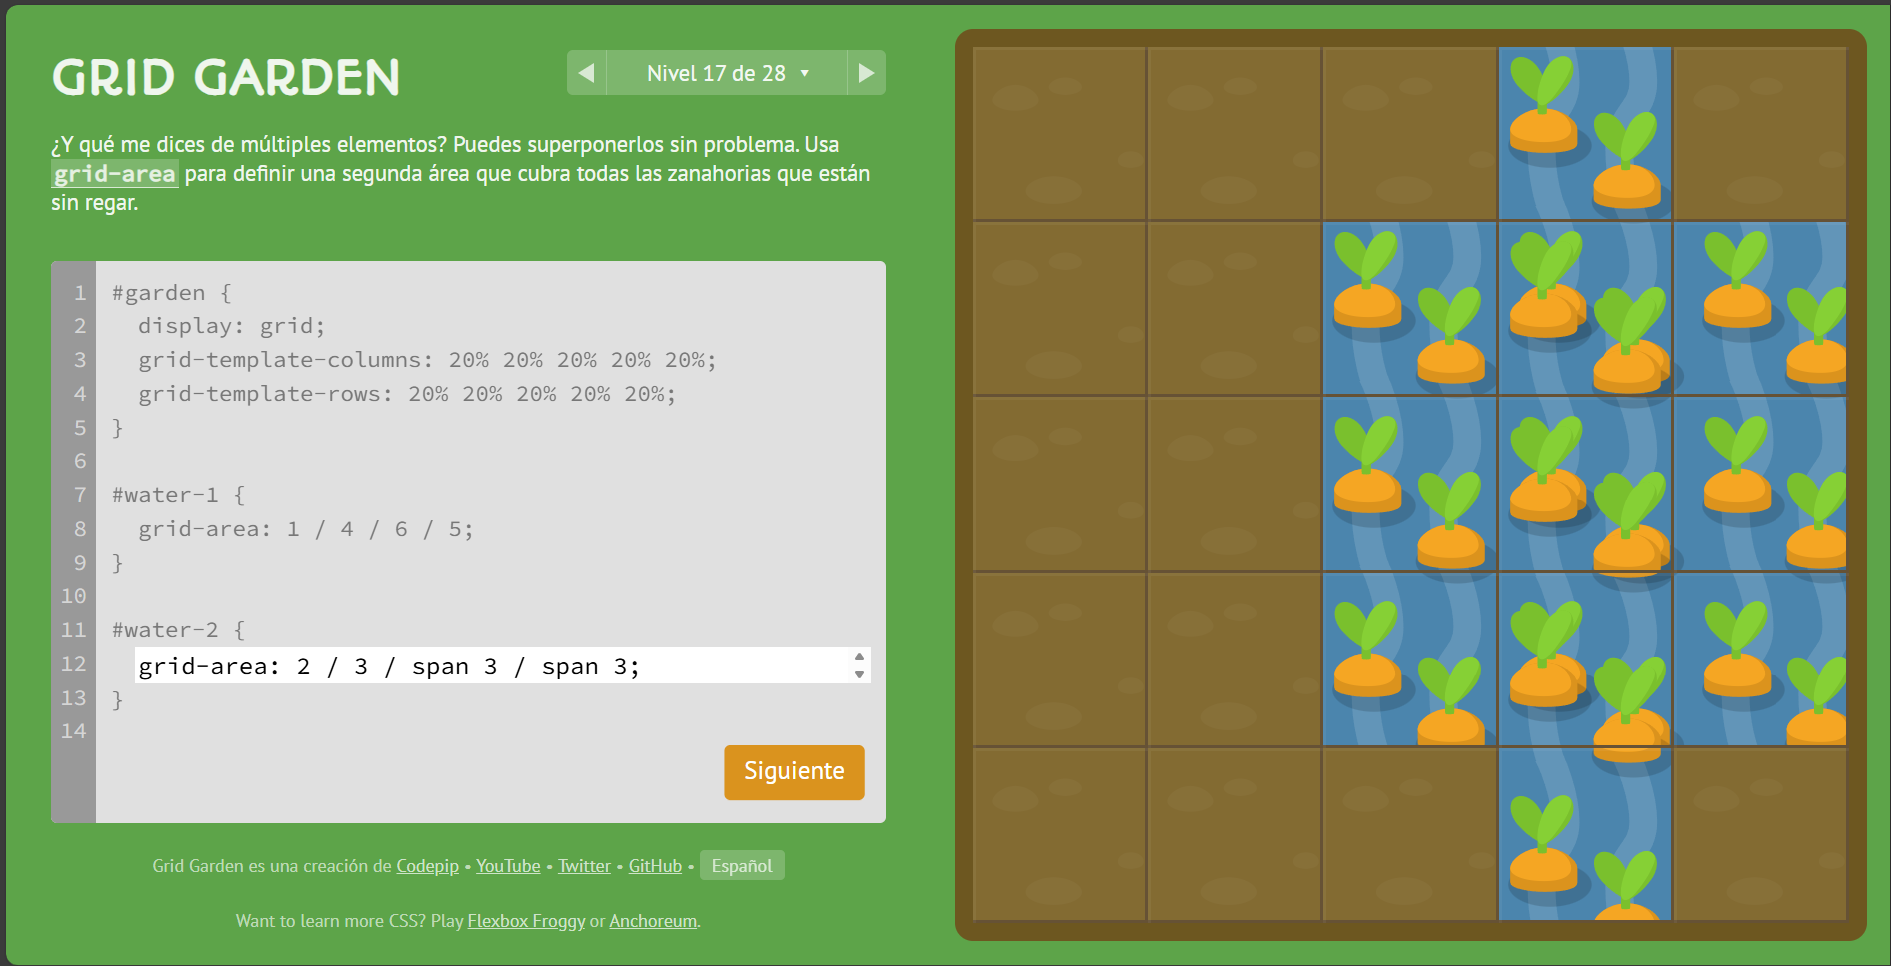 GRID GARDEN
Nivel 17 de 28 ▾
¿Y qué me dices de múltiples elementos? Puedes superponerlos sin problema. Usa
grid-area para definir una segunda área que cubra todas las zanahorias que están
sin regar.
1 #garden {
2 display: grid;
3 grid-template-columns: 20% 20% 20% 20% 20%;
4 grid-template-rows: 20% 20% 20% 20% 20%;
5 }
6
7 #water-1 {
8 grid-area: 1 / 4 / 6 / 5;
9 }
10
11 #water-2 {
12 grid-area: 2 / 3 / span 3 / span 3;
13 }
14
Siguiente
Grid Garden es una creación de Codepip • YouTube • Twitter • GitHub • Español
Want to learn more CSS? Play Flexbox Froggy or Anchoreum.